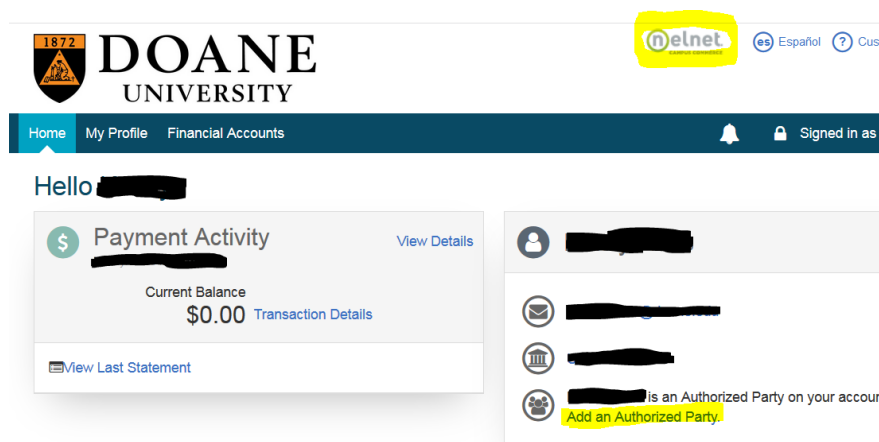 1872
DOANE
UNIVERSITY
nelnet
CAMPUS COMMERCE
es Español ? Cus
Home My Profile Financial Accounts Signed in as
Hello
$ Payment Activity View Details
Current Balance
$0.00 Transaction Details
View Last Statement
is an Authorized Party on your accour
Add an Authorized Party.